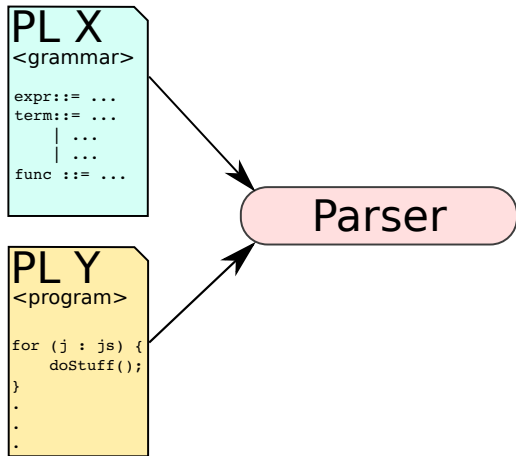 PL X
<grammar>
expr::= ...
term::= ...
    | ...
    | ...
func ::= ...
Parser
PL Y
<program>
for (j : js) {
    doStuff();
}
.
.
.